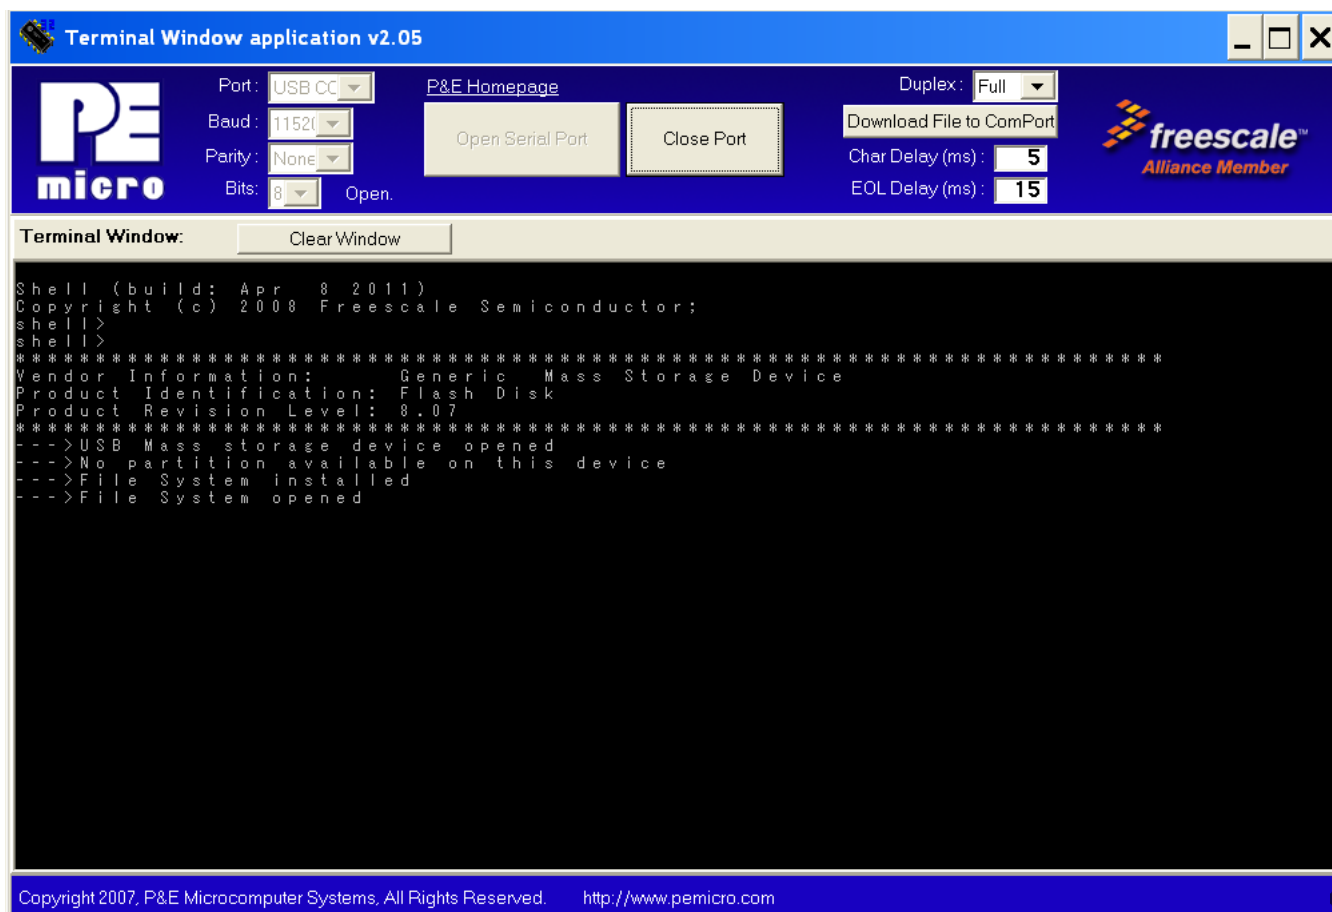 Terminal Window application v2.05
PE
micro
Port: USB CC
Baud: 11520
Parity: None
Bits: 8
Open.
P&E Homepage
Open Serial Port
Close Port
Duplex: Full
Download File to ComPort
Char Delay (ms): 5
EOL Delay (ms): 15
freescale™
Alliance Member
Terminal Window:
Clear Window
Shell (build: Apr 8 2011)
Copyright (c) 2008 Freescale Semiconductor;
shell>
shell>
************************************************************************
Vendor Information: Generic Mass Storage Device
Product Identification: Flash Disk
Product Revision Level: 8.07
************************************************************************
--->USB Mass storage device opened
--->No partition available on this device
--->File System installed
--->File System opened
Copyright 2007, P&E Microcomputer Systems, All Rights Reserved. http://www.pemicro.com